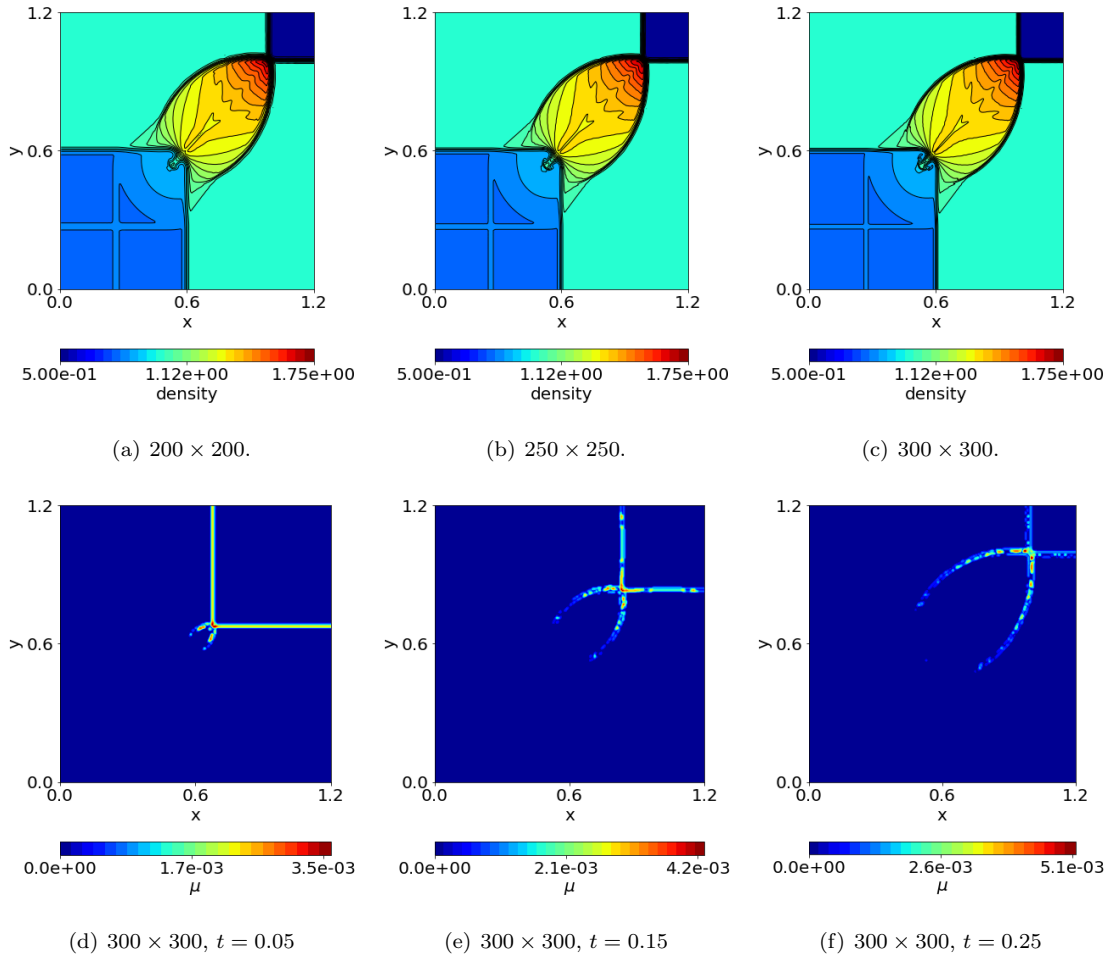 1.2
0.6
0.0
y
0.0 0.6 1.2
x
5.00e-01 1.12e+00 1.75e+00
density
(a) 200 × 200.
1.2
0.6
0.0
y
0.0 0.6 1.2
x
5.00e-01 1.12e+00 1.75e+00
density
(b) 250 × 250.
1.2
0.6
0.0
y
0.0 0.6 1.2
x
5.00e-01 1.12e+00 1.75e+00
density
(c) 300 × 300.
1.2
0.6
0.0
y
0.0 0.6 1.2
x
0.0e+00 1.7e-03 3.5e-03
μ
(d) 300 × 300, t = 0.05
1.2
0.6
0.0
y
0.0 0.6 1.2
x
0.0e+00 2.1e-03 4.2e-03
μ
(e) 300 × 300, t = 0.15
1.2
0.6
0.0
y
0.0 0.6 1.2
x
0.0e+00 2.6e-03 5.1e-03
μ
(f) 300 × 300, t = 0.25